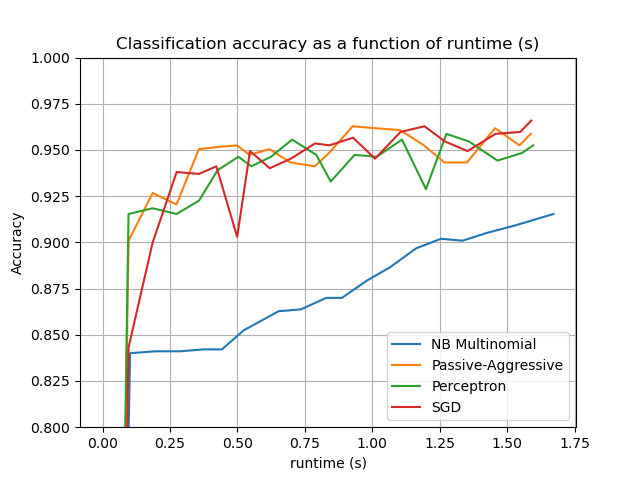 Classification accuracy as a function of runtime (s)
1.000
0.975
0.950
0.925
0.900
0.875
0.850
0.825
0.800
Accuracy
NB Multinomial
Passive-Aggressive
Perceptron
SGD
0.00 0.25 0.50 0.75 1.00 1.25 1.50 1.75
runtime (s)